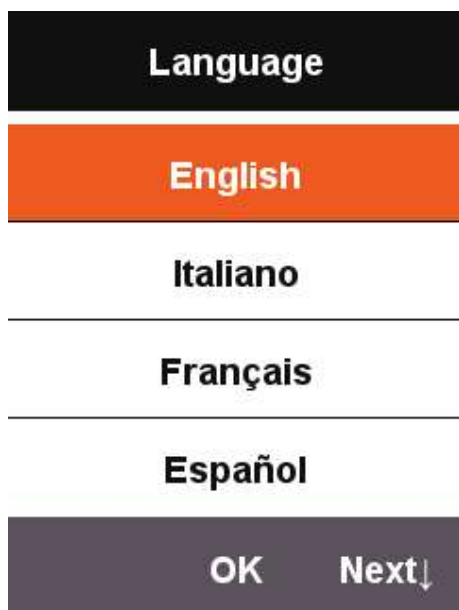 Language
English
Italiano
Français
Español
OK Next↓